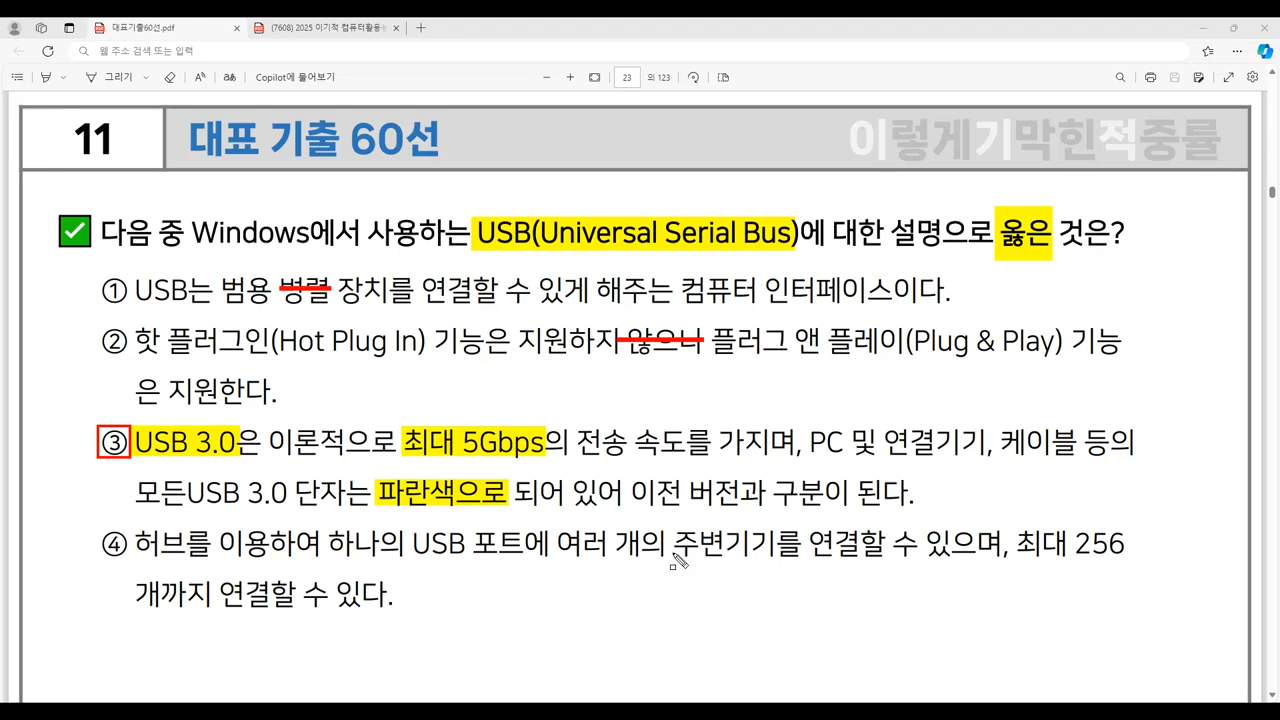 대표기출60선.pdf
(7608) 2025 이기적 컴퓨터활용능
웹 주소 검색 또는 입력
그리기
Copilot에 물어보기
23 의 123
11 대표 기출 60선 이렇게기막힌적중률
다음 중 Windows에서 사용하는 USB(Universal Serial Bus)에 대한 설명으로 옳은 것은?
① USB는 범용 병렬 장치를 연결할 수 있게 해주는 컴퓨터 인터페이스이다.
② 핫 플러그인(Hot Plug In) 기능은 지원하지 않으나 플러그 앤 플레이(Plug & Play) 기능
은 지원한다.
③ USB 3.0은 이론적으로 최대 5Gbps의 전송 속도를 가지며, PC 및 연결기기, 케이블 등의
모든USB 3.0 단자는 파란색으로 되어 있어 이전 버전과 구분이 된다.
④ 허브를 이용하여 하나의 USB 포트에 여러 개의 주변기기를 연결할 수 있으며, 최대 256
개까지 연결할 수 있다.